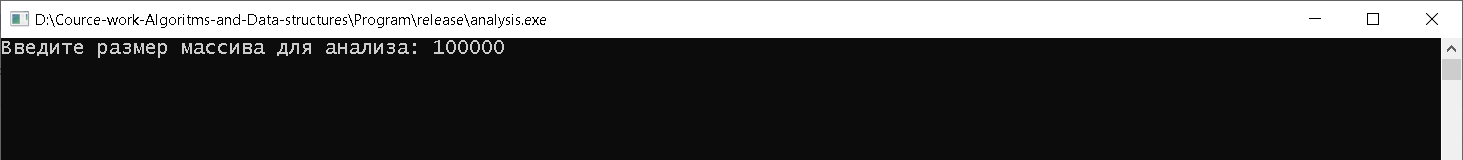 D:\Cource-work-Algoritms-and-Data-structures\Program\release\analysis.exe
Введите размер массива для анализа: 100000